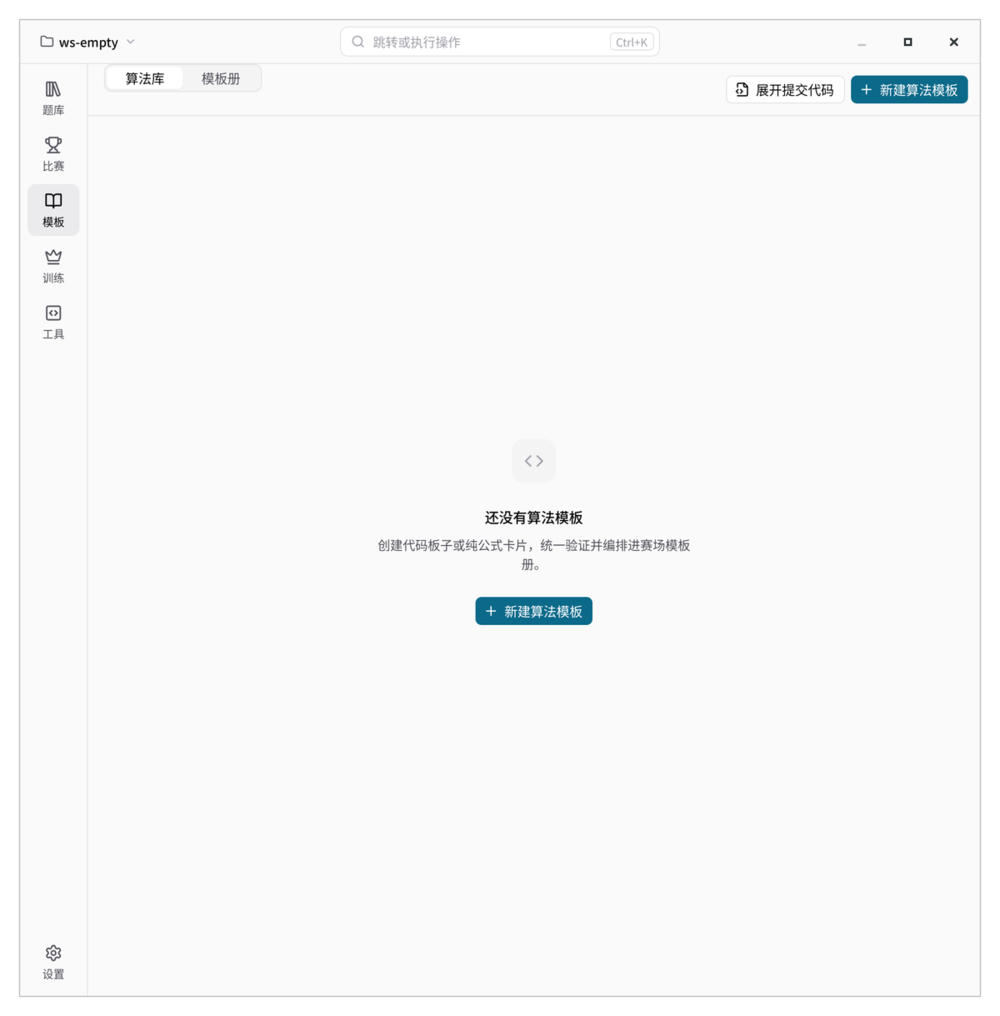 ws-empty
跳转或执行操作
Ctrl+K
题库
比赛
模板
训练
工具
设置
算法库
模板册
展开提交代码
新建算法模板
还没有算法模板
创建代码板子或纯公式卡片，统一验证并编排进赛场模板
册。
新建算法模板